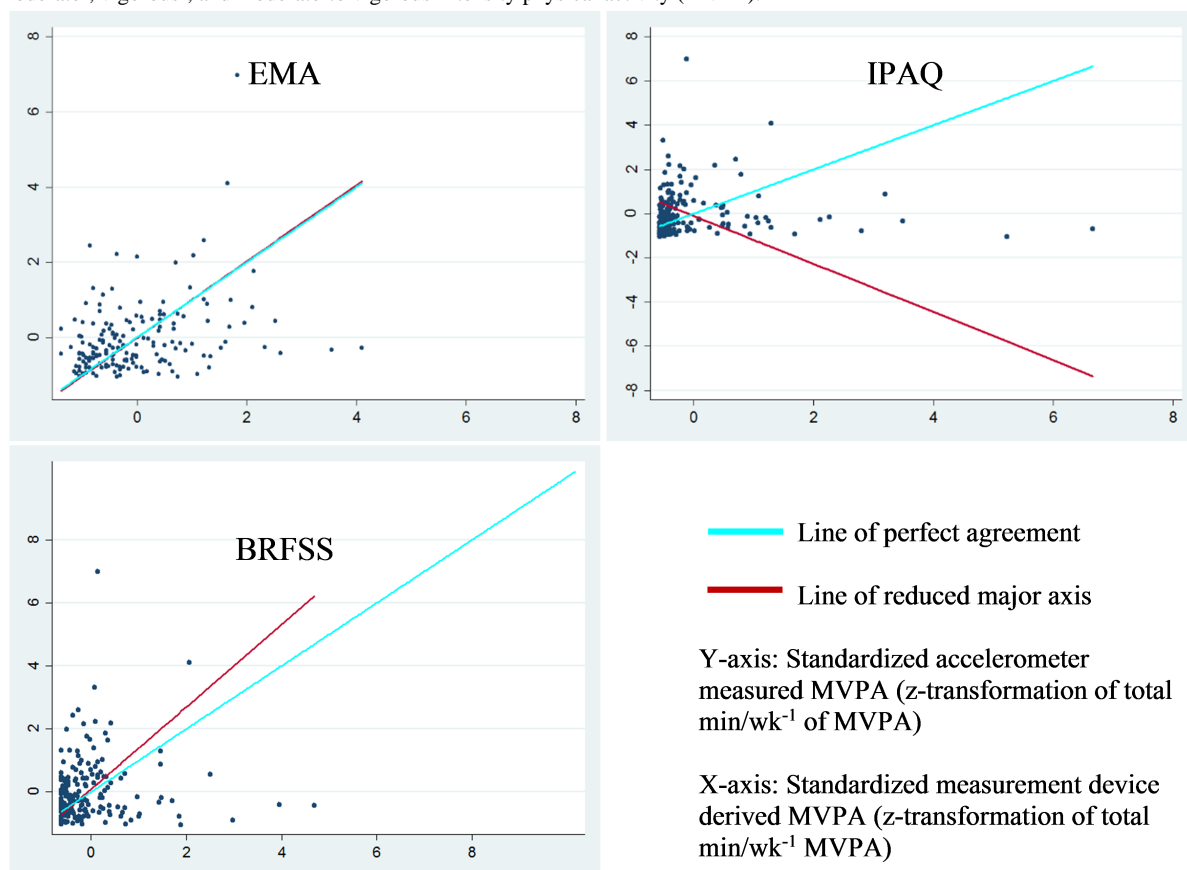 8
6
4
2
0
EMA
0 2 4 6 8
8
6
4
2
0
-2
-4
-6
-8
IPAQ
0 2 4 6 8
8
6
4
2
0
BRFSS
0 2 4 6 8
Line of perfect agreement
Line of reduced major axis
Y-axis: Standardized accelerometer
measured MVPA (z-transformation of total
min/wk⁻¹ of MVPA)
X-axis: Standardized measurement device
derived MVPA (z-transformation of total
min/wk⁻¹ MVPA)